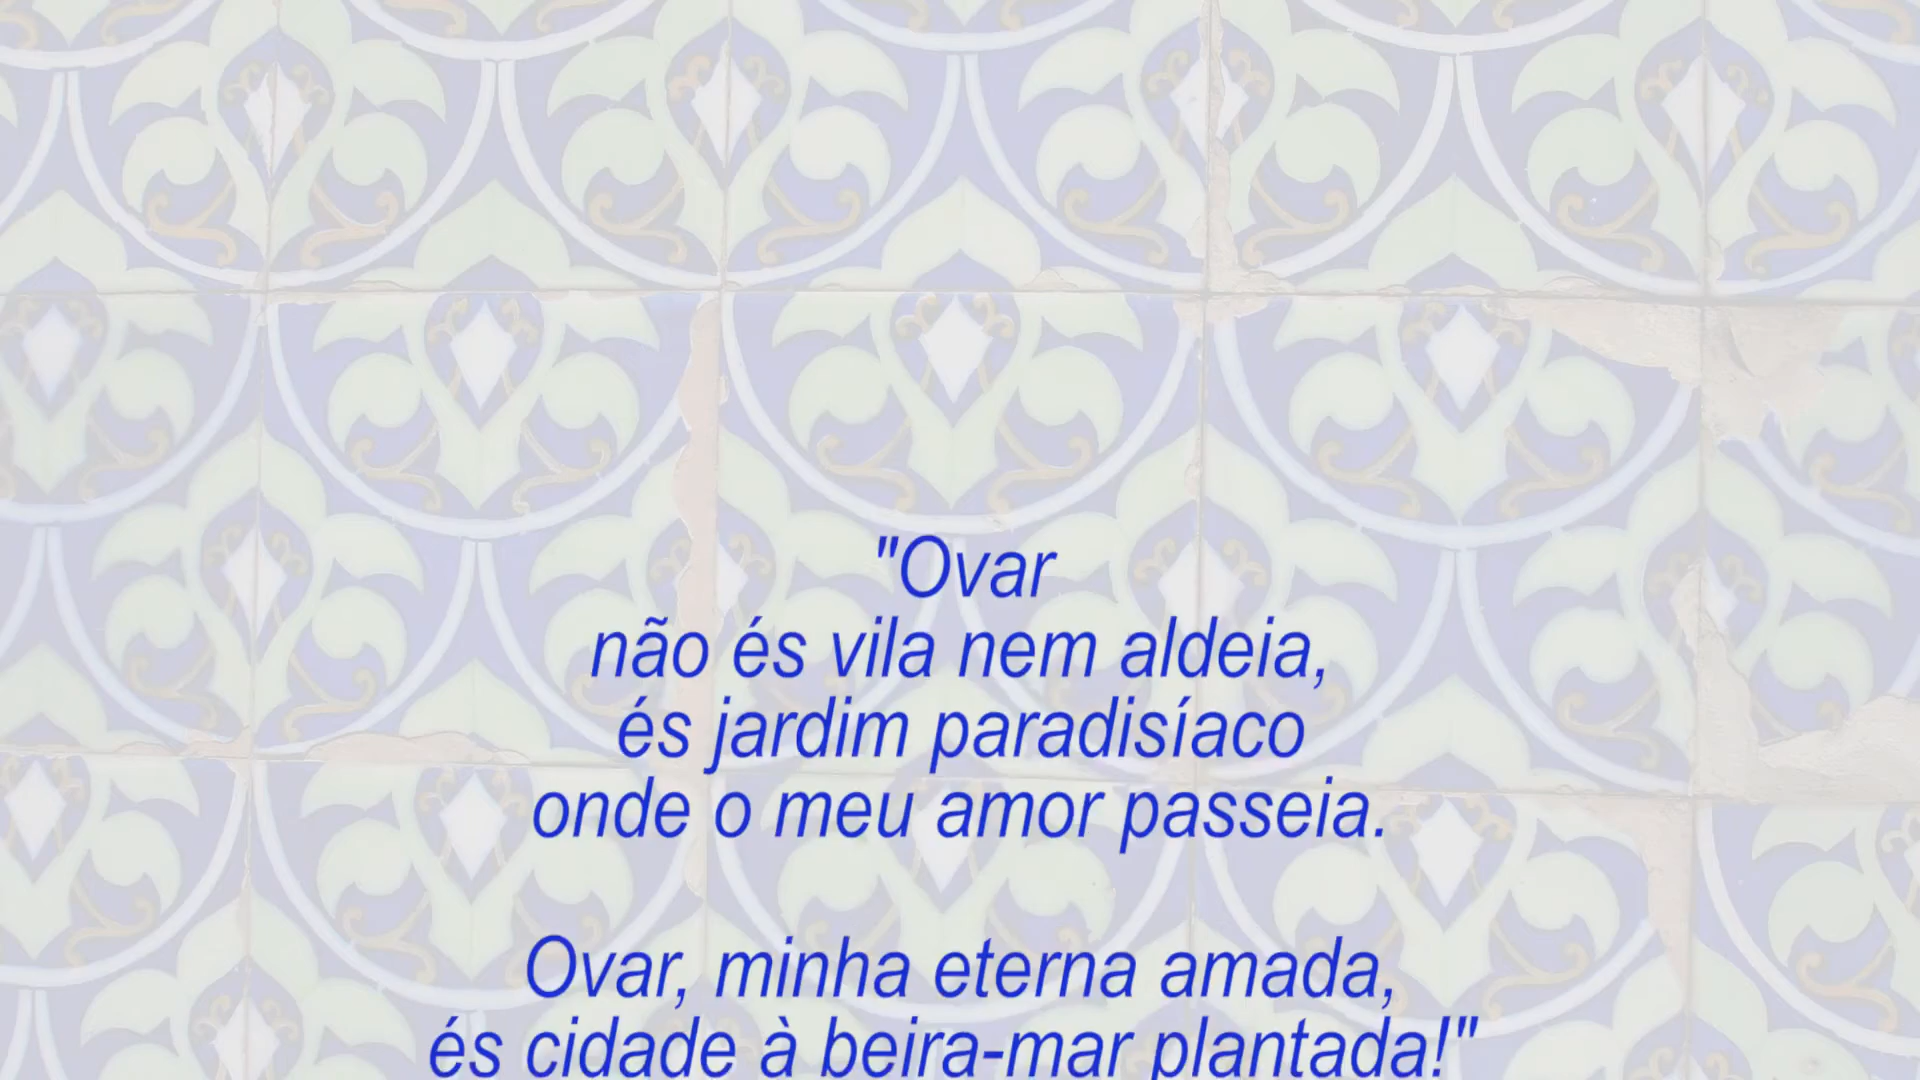 "Ovar
não és vila nem aldeia,
és jardim paradisíaco
onde o meu amor passeia.
Ovar, minha eterna amada,
és cidade à beira-mar plantada!"